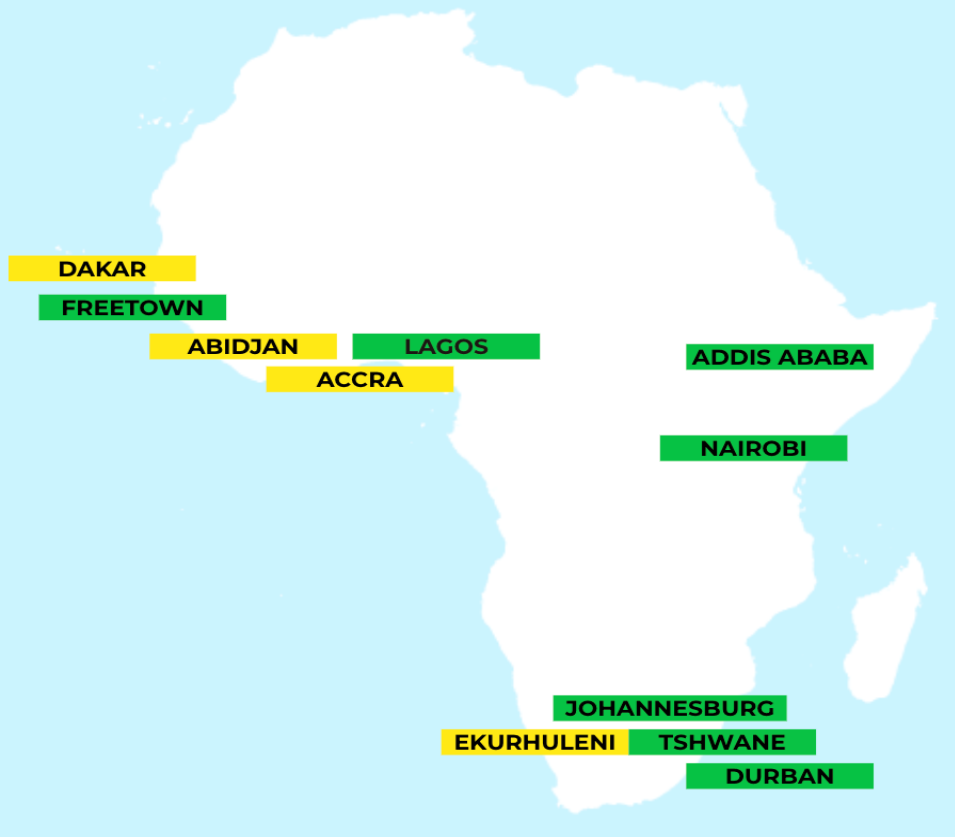 DAKAR
FREETOWN
ABIDJAN
LAGOS
ADDIS ABABA
ACCRA
NAIROBI
JOHANNESBURG
EKURHULENI
TSHWANE
DURBAN